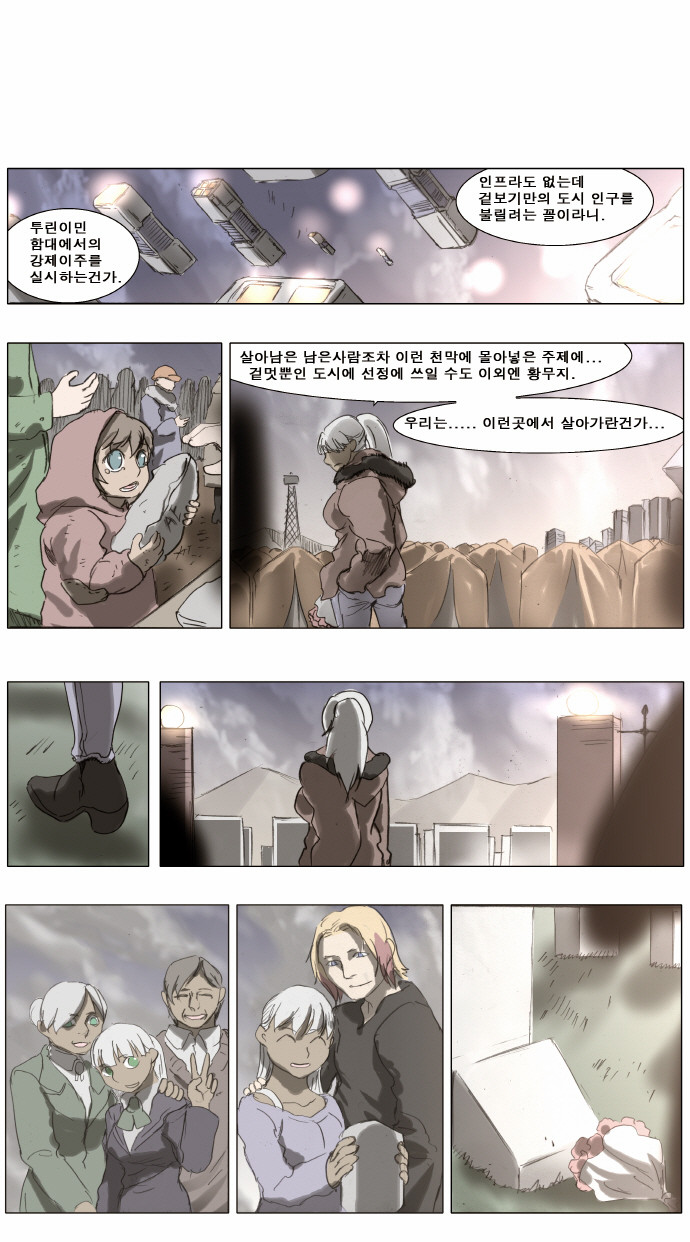 투린이민
함대에서의
강제이주를
실시하는건가.
인프라도 없는데
겉보기만의 도시 인구를
불릴려는 꼴이라니.
살아남은 남은사람조차 이런 천막에 몰아넣은 주제에...
겉멋뿐인 도시에 선정에 쓰일 수도 이외엔 황무지.
우리는..... 이런곳에서 살아가란건가...